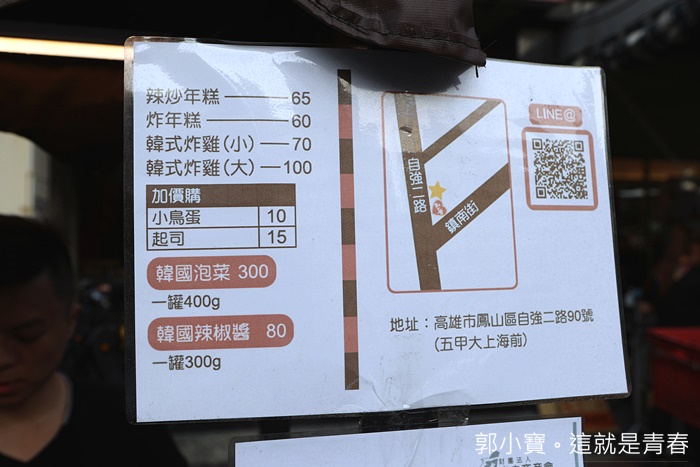 辣炒年糕 65
炸年糕 60
韓式炸雞(小) 70
韓式炸雞(大) 100
加價購
小鳥蛋 10
起司 15
韓國泡菜 300
一罐400g
韓國辣椒醬 80
一罐300g
自強二路
鎮南街
LINE@
地址：高雄市鳳山區自強二路90號
(五甲大上海前)
財團法人
郭小寶。這就是青春